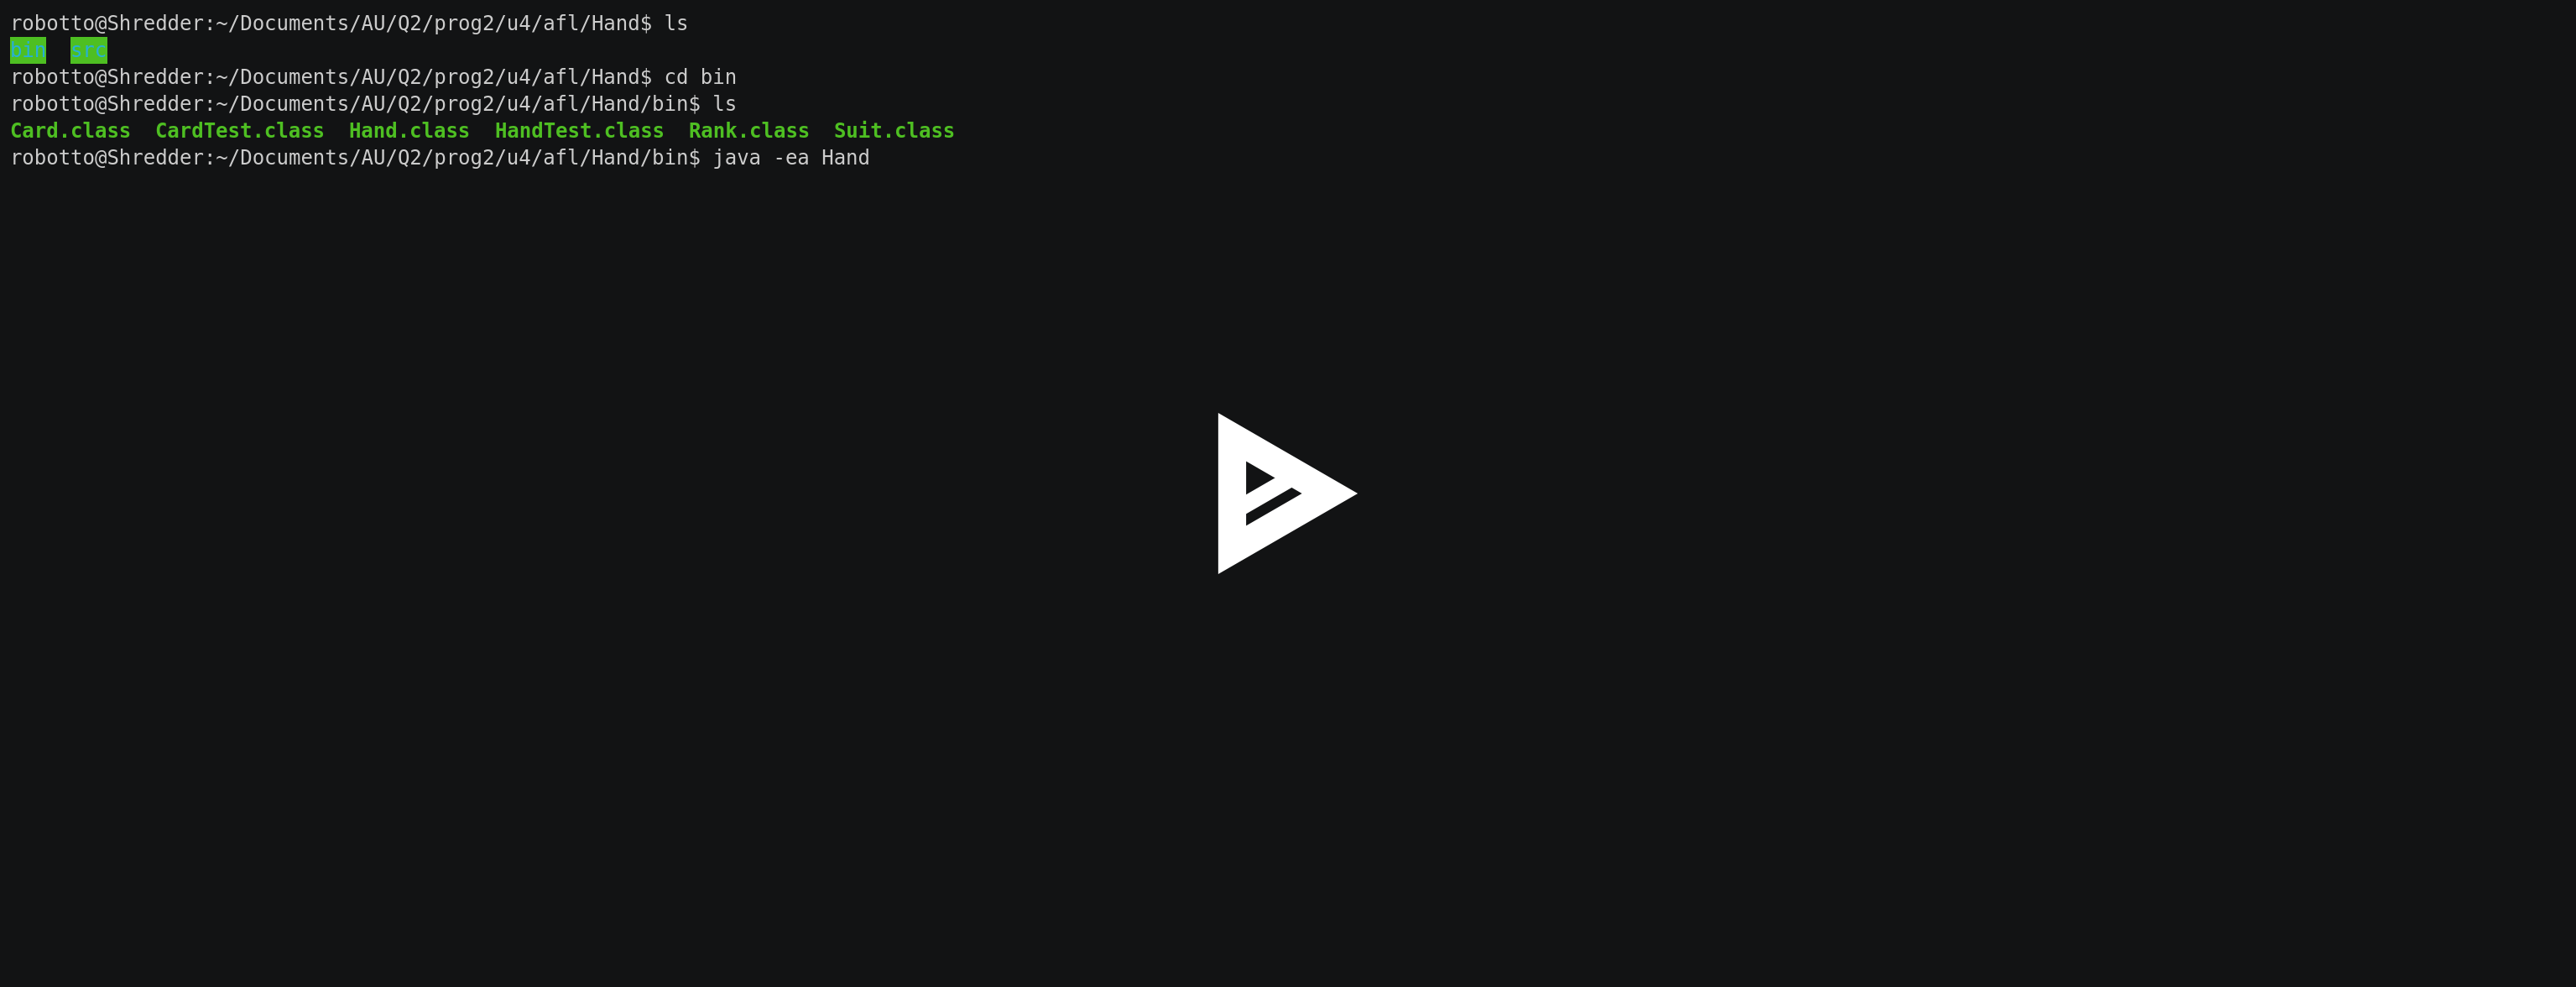 robotto@Shredder:~/Documents/AU/Q2/prog2/u4/afl/Hand$ ls
bin  src
robotto@Shredder:~/Documents/AU/Q2/prog2/u4/afl/Hand$ cd bin
robotto@Shredder:~/Documents/AU/Q2/prog2/u4/afl/Hand/bin$ ls
Card.class  CardTest.class  Hand.class  HandTest.class  Rank.class  Suit.class
robotto@Shredder:~/Documents/AU/Q2/prog2/u4/afl/Hand/bin$ java -ea Hand